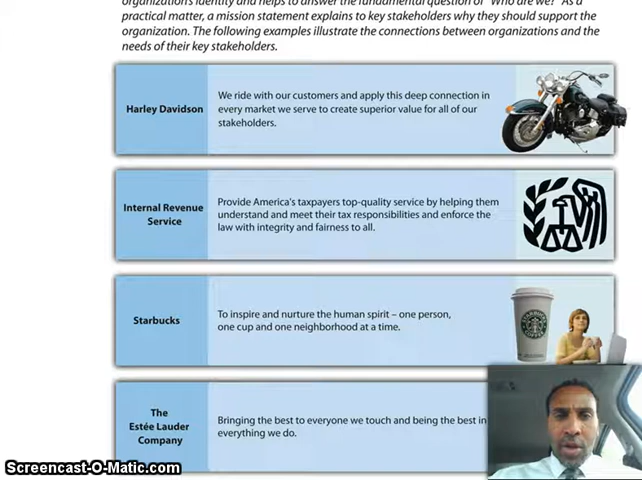 organization's identity and helps to answer the fundamental question of "Who are we?" As a
practical matter, a mission statement explains to key stakeholders why they should support the
organization. The following examples illustrate the connections between organizations and the
needs of their key stakeholders.
Harley Davidson
We ride with our customers and apply this deep connection in
every market we serve to create superior value for all of our
stakeholders.
Internal Revenue
Service
Provide America's taxpayers top-quality service by helping them
understand and meet their tax responsibilities and enforce the
law with integrity and fairness to all.
Starbucks
To inspire and nurture the human spirit – one person,
one cup and one neighborhood at a time.
The
Estée Lauder
Company
Bringing the best to everyone we touch and being the best in
everything we do.
Screencast-O-Matic.com